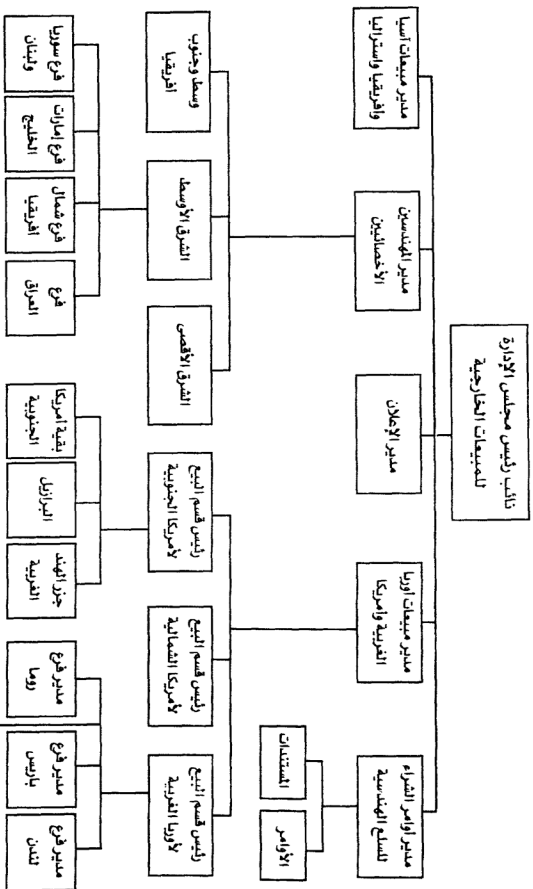 نائب رئيس مجلس الإدارة
للمبيعات الخارجية
مدير أوامر الشراء
للسلع الهندسية
مدير مبيعات أوربا
الغربية وأمريكا
مدير الإعلان
مدير المهندسين
الأخصائيين
مدير مبيعات آسيا
وأفريقيا واستراليا
الأوامر
المستندات
رئيس قسم البيع
لأوربا الغربية
رئيس قسم البيع
لأمريكا الشمالية
رئيس قسم البيع
لأمريكا الجنوبية
الشرق الأقصى
الشرق الأوسط
وسط وجنوب
أفريقيا
مدير فرع
لندن
مدير فرع
باريس
مدير فرع
روما
جزر الهند
الغربية
البرازيل
بقية أمريكا
الجنوبية
فرع
العراق
فرع شمال
أفريقيا
فرع إمارات
الخليج
فرع سوريا
ولبنان